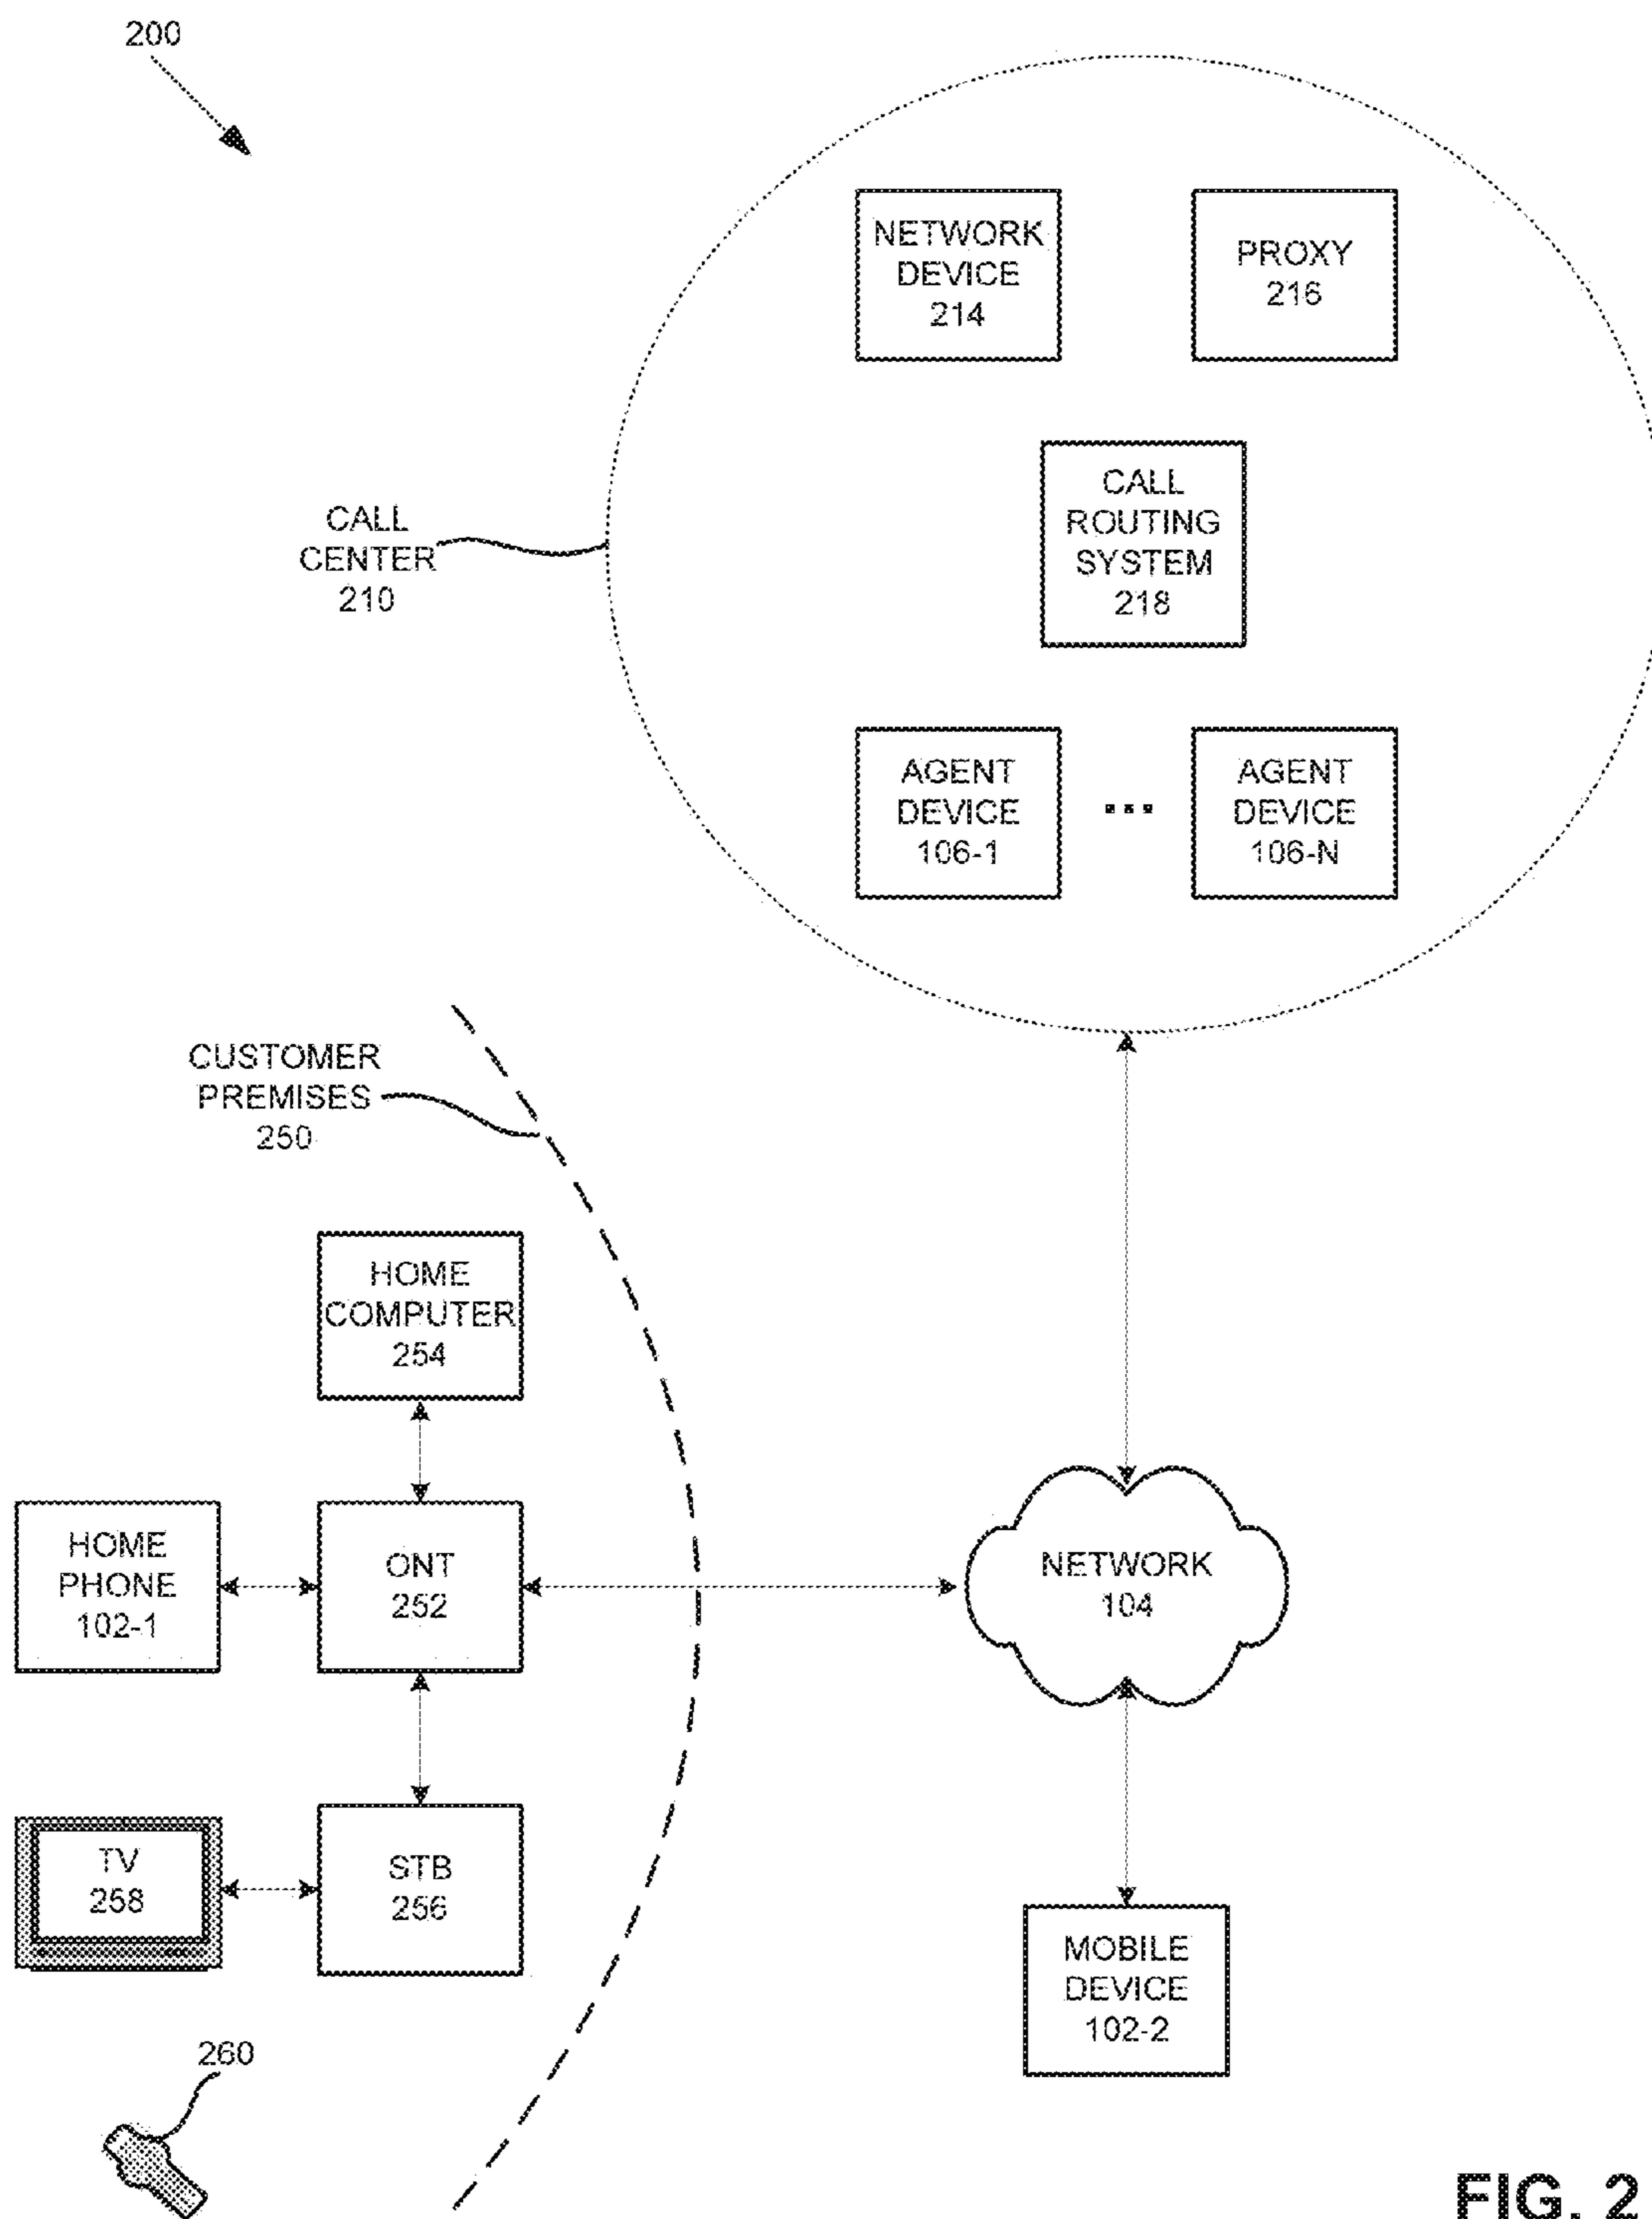 200
NETWORK
DEVICE
214
PROXY
216
CALL
ROUTING
SYSTEM
218
CALL
CENTER
210
AGENT
DEVICE
106-1
...
AGENT
DEVICE
106-N
CUSTOMER
PREMISES
250
HOME
COMPUTER
254
HOME
PHONE
102-1
ONT
252
NETWORK
104
TV
258
STB
256
MOBILE
DEVICE
102-2
260
FIG. 2